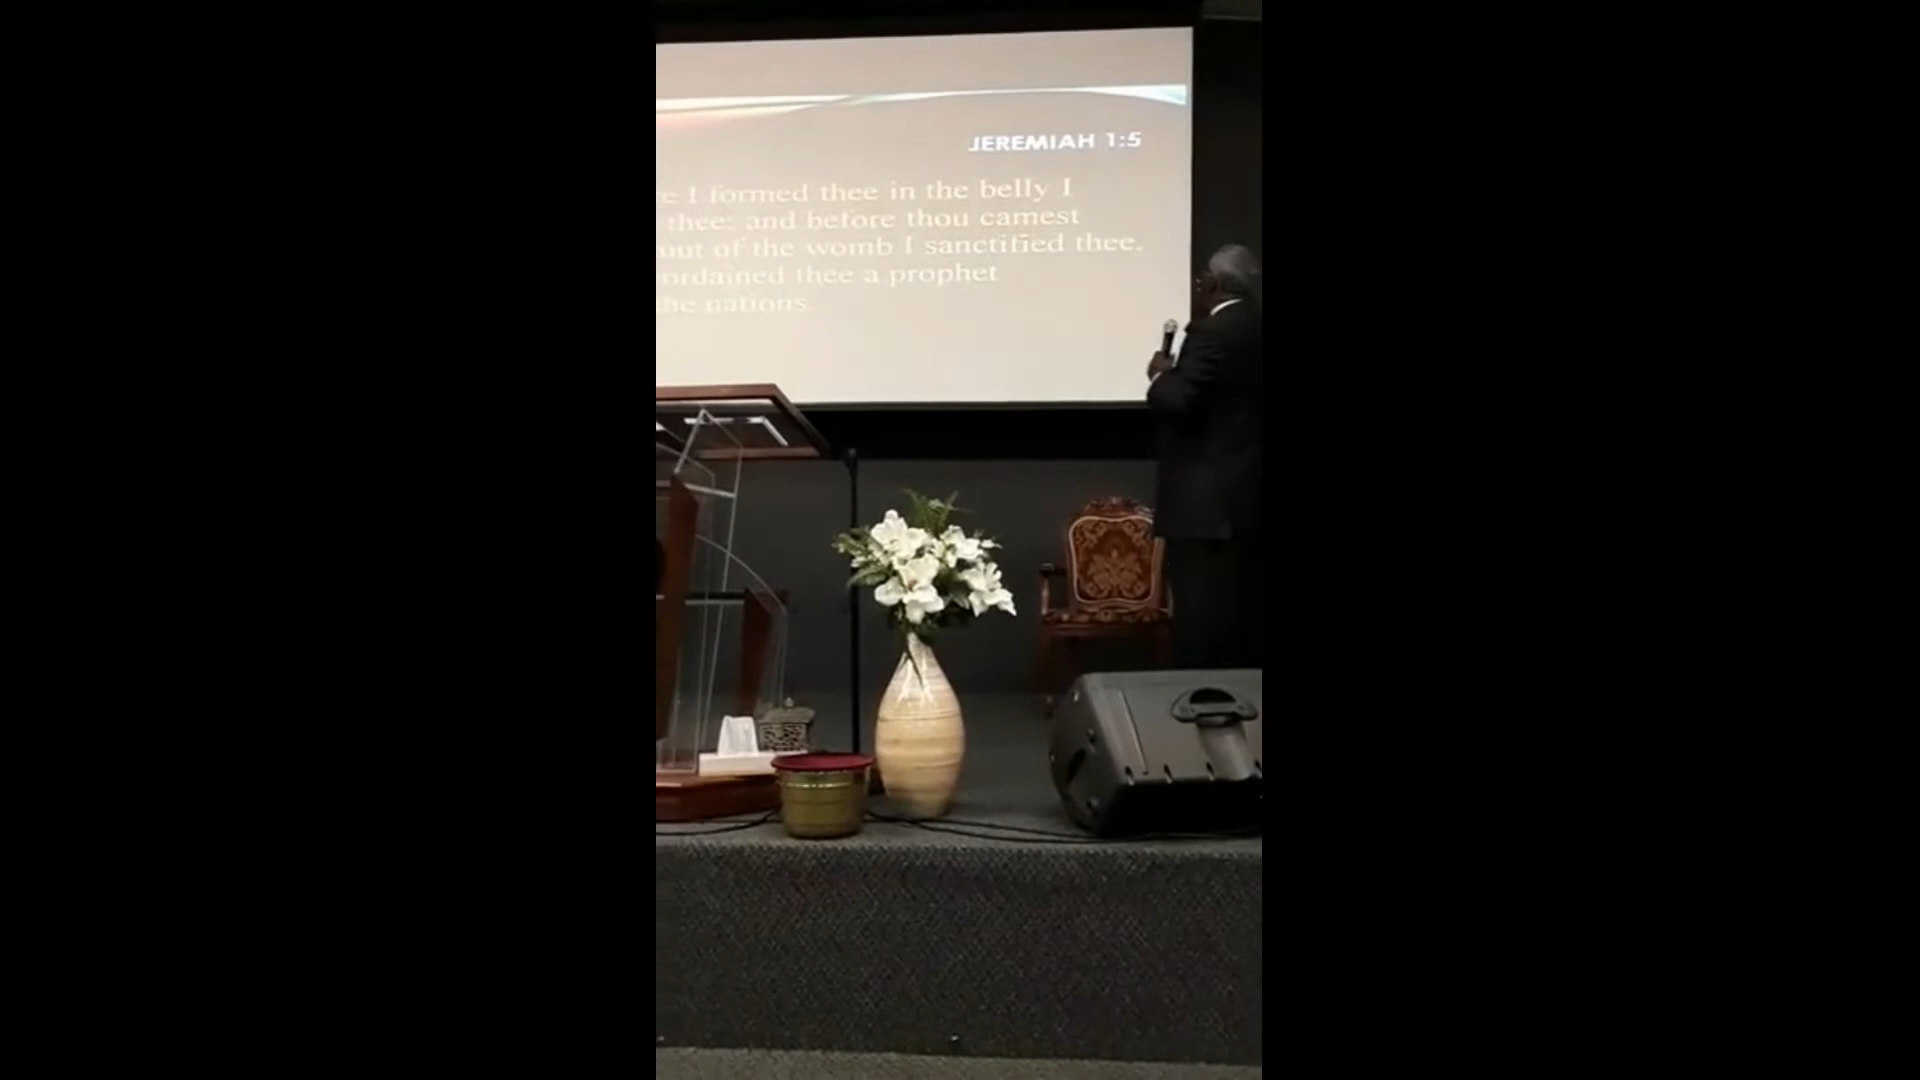 JEREMIAH 1:5
I formed thee in the belly I
thee; and before thou camest
out of the womb I sanctified thee,
ordained thee a prophet
the nations.